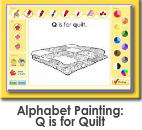 Q is for quilt.
Alphabet Painting:
Q is for Quilt